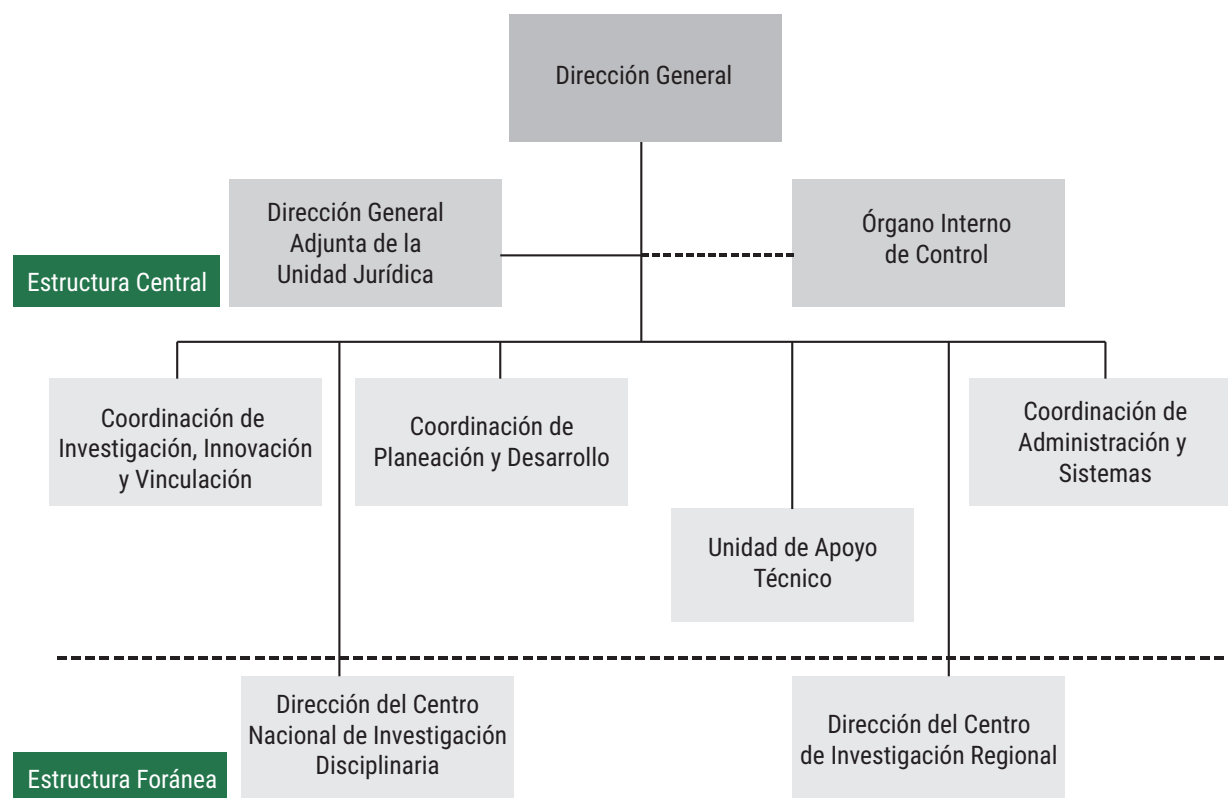 Dirección General
Dirección General
Adjunta de la
Unidad Jurídica
Órgano Interno
de Control
Estructura Central
Coordinación de
Investigación, Innovación
y Vinculación
Coordinación de
Planeación y Desarrollo
Unidad de Apoyo
Técnico
Coordinación de
Administración y
Sistemas
Dirección del Centro
Nacional de Investigación
Disciplinaria
Dirección del Centro
de Investigación Regional
Estructura Foránea